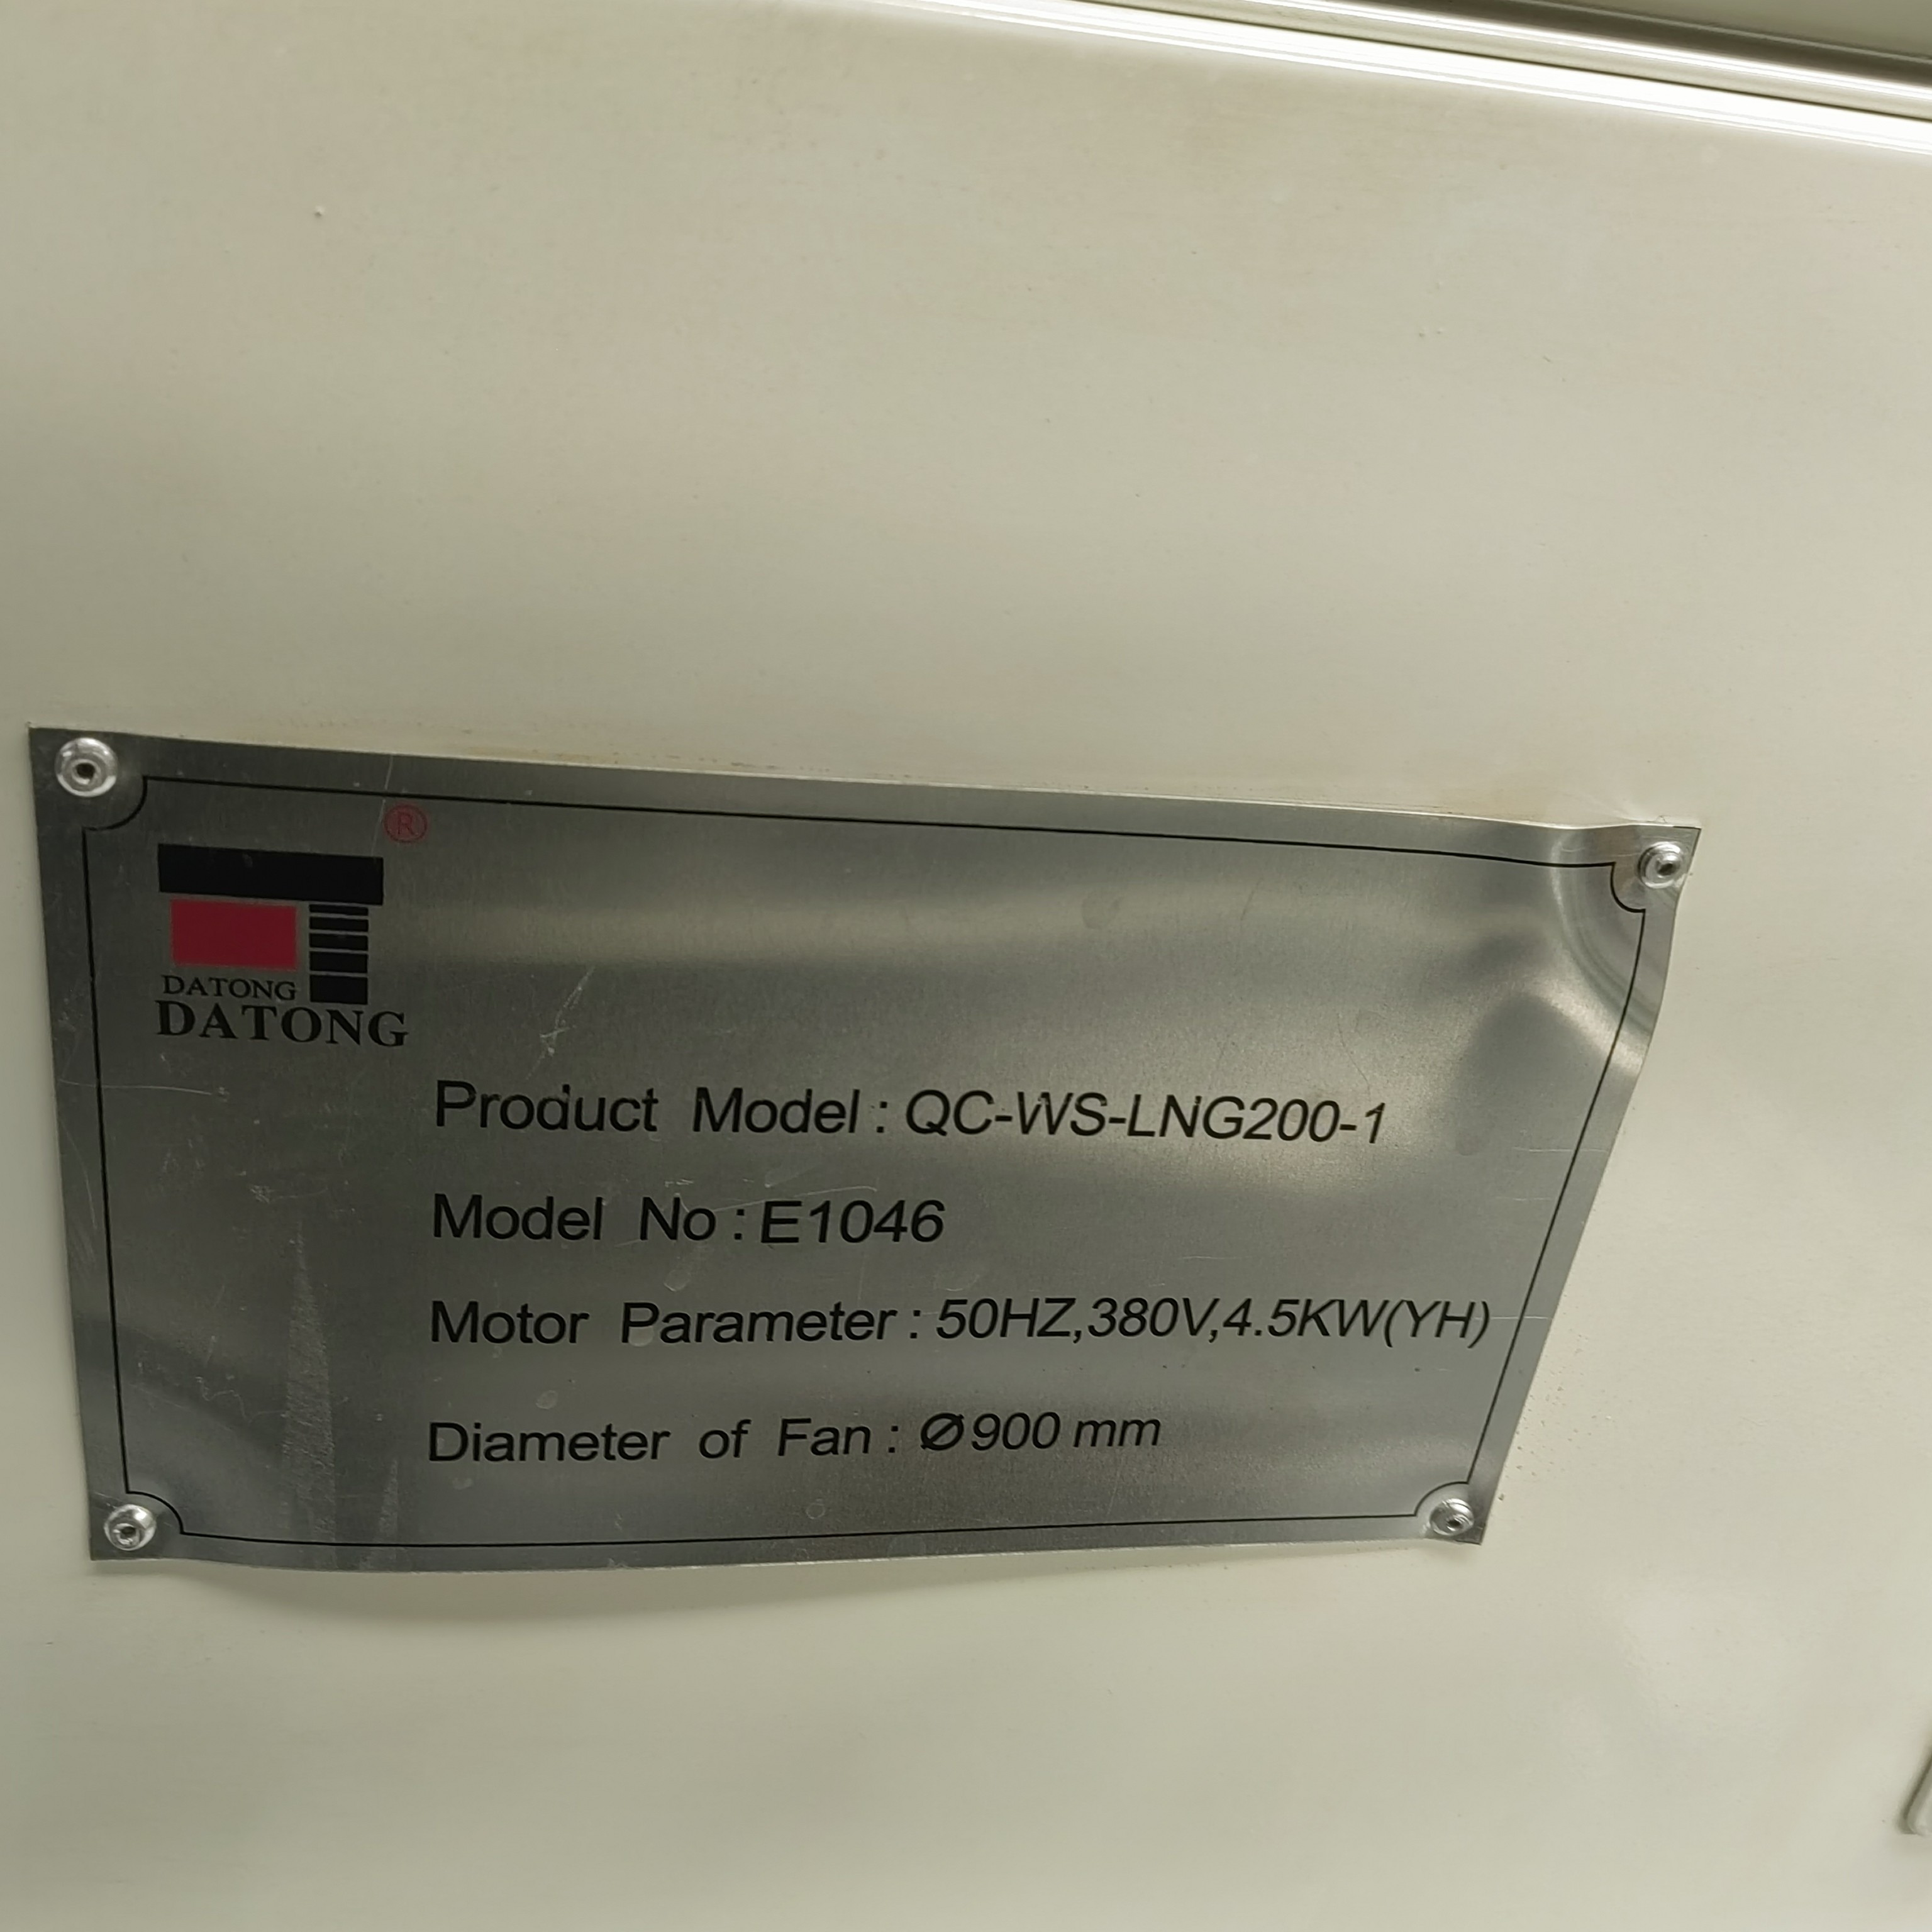 ®
DATONG
DATONG
Product Model : QC-WS-LNG200-1
Model No : E1046
Motor Parameter : 50HZ,380V,4.5KW(YH)
Diameter of Fan : Ø900 mm